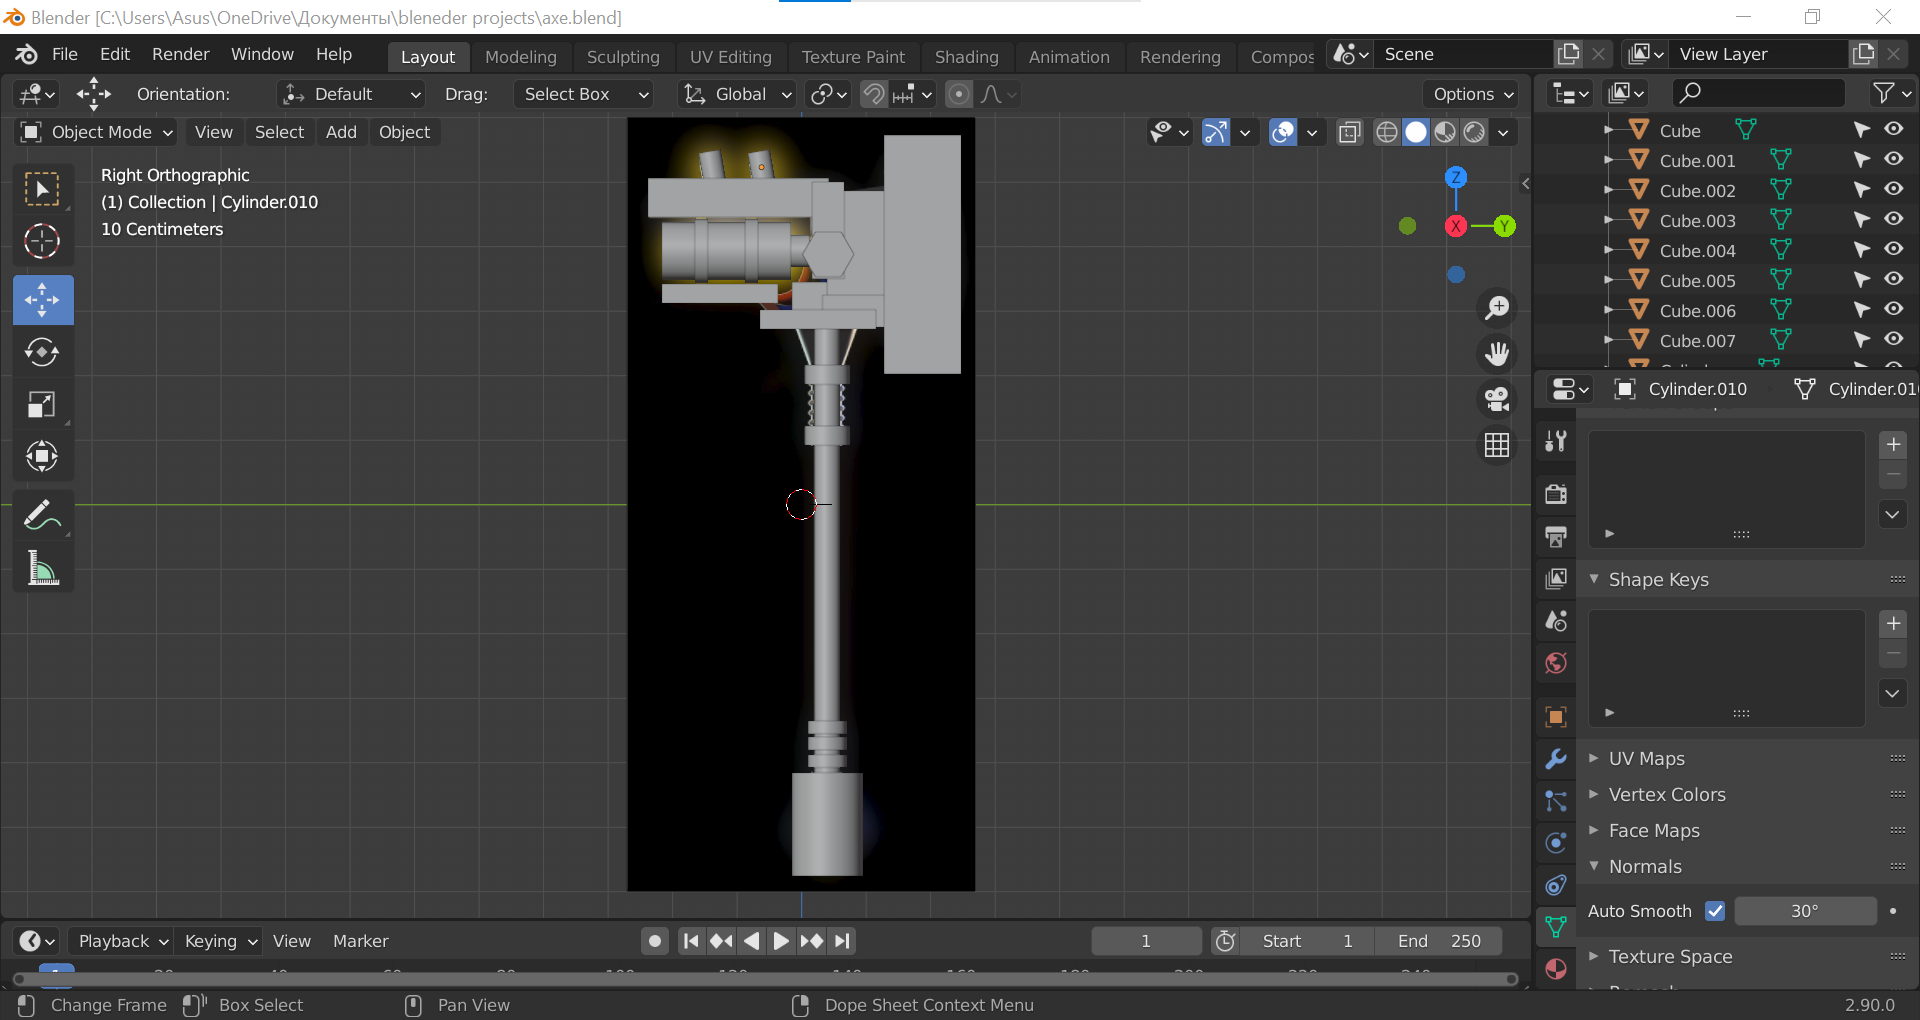 Blender [C:\Users\Asus\OneDrive\Документы\bleneder projects\axe.blend]
File Edit Render Window Help Layout Modeling Sculpting UV Editing Texture Paint Shading Animation Rendering Compos Scene View Layer
Orientation: Default Drag: Select Box Global Options
Object Mode View Select Add Object
Right Orthographic
(1) Collection | Cylinder.010
10 Centimeters
Z
X
Y
Cube
Cube.001
Cube.002
Cube.003
Cube.004
Cube.005
Cube.006
Cube.007
Cylinder.010 Cylinder.01
Shape Keys
UV Maps
Vertex Colors
Face Maps
Normals
Auto Smooth 30°
Texture Space
Playback Keying View Marker 1 Start 1 End 250
Change Frame Box Select Pan View Dope Sheet Context Menu 2.90.0